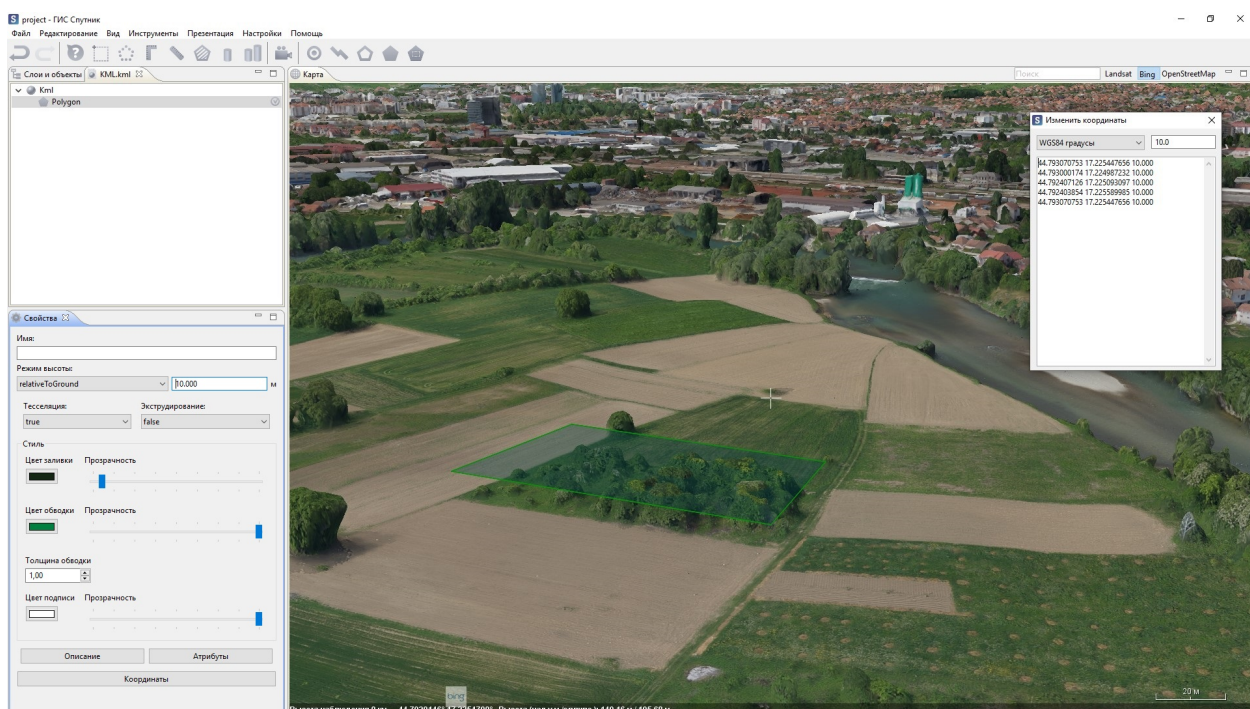 project - ГИС Спутник
Файл Редактирование Вид Инструменты Презентация Настройки Помощь
Слои и объекты
KML.kml
Карта
Поиск
Landsat
Bing
OpenStreetMap
Kml
Polygon
Изменить координаты
WGS84 градусы
10.0
44.793070753 17.225447656 10.000
44.793000174 17.224987232 10.000
44.792407126 17.225093097 10.000
44.792403854 17.225589985 10.000
44.793070753 17.225447656 10.000
Свойства
Имя:
Режим высоты:
relativeToGround
10.000
м
Тесселяция:
Экструдирование:
true
false
Стиль
Цвет заливки
Прозрачность
Цвет обводки
Прозрачность
Толщина обводки
1,00
Цвет подписи
Прозрачность
Описание
Атрибуты
Координаты
bing
20 м